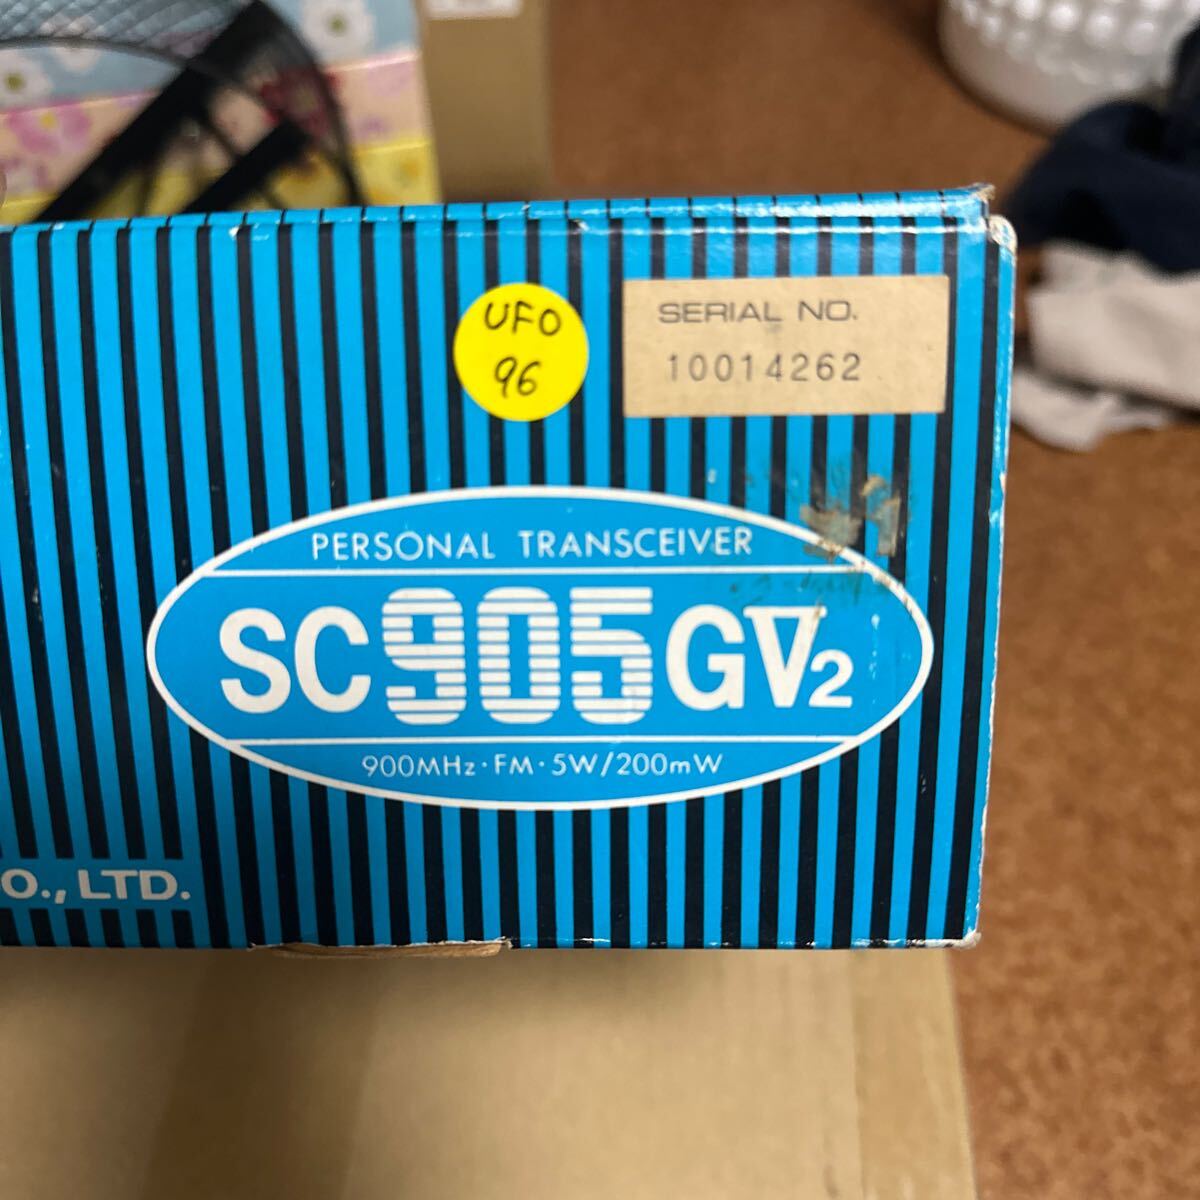 UFO
96
SERIAL NO.
10014262
PERSONAL TRANSCEIVER
SC905GV2
900MHz·FM·5W/200mW
O., LTD.